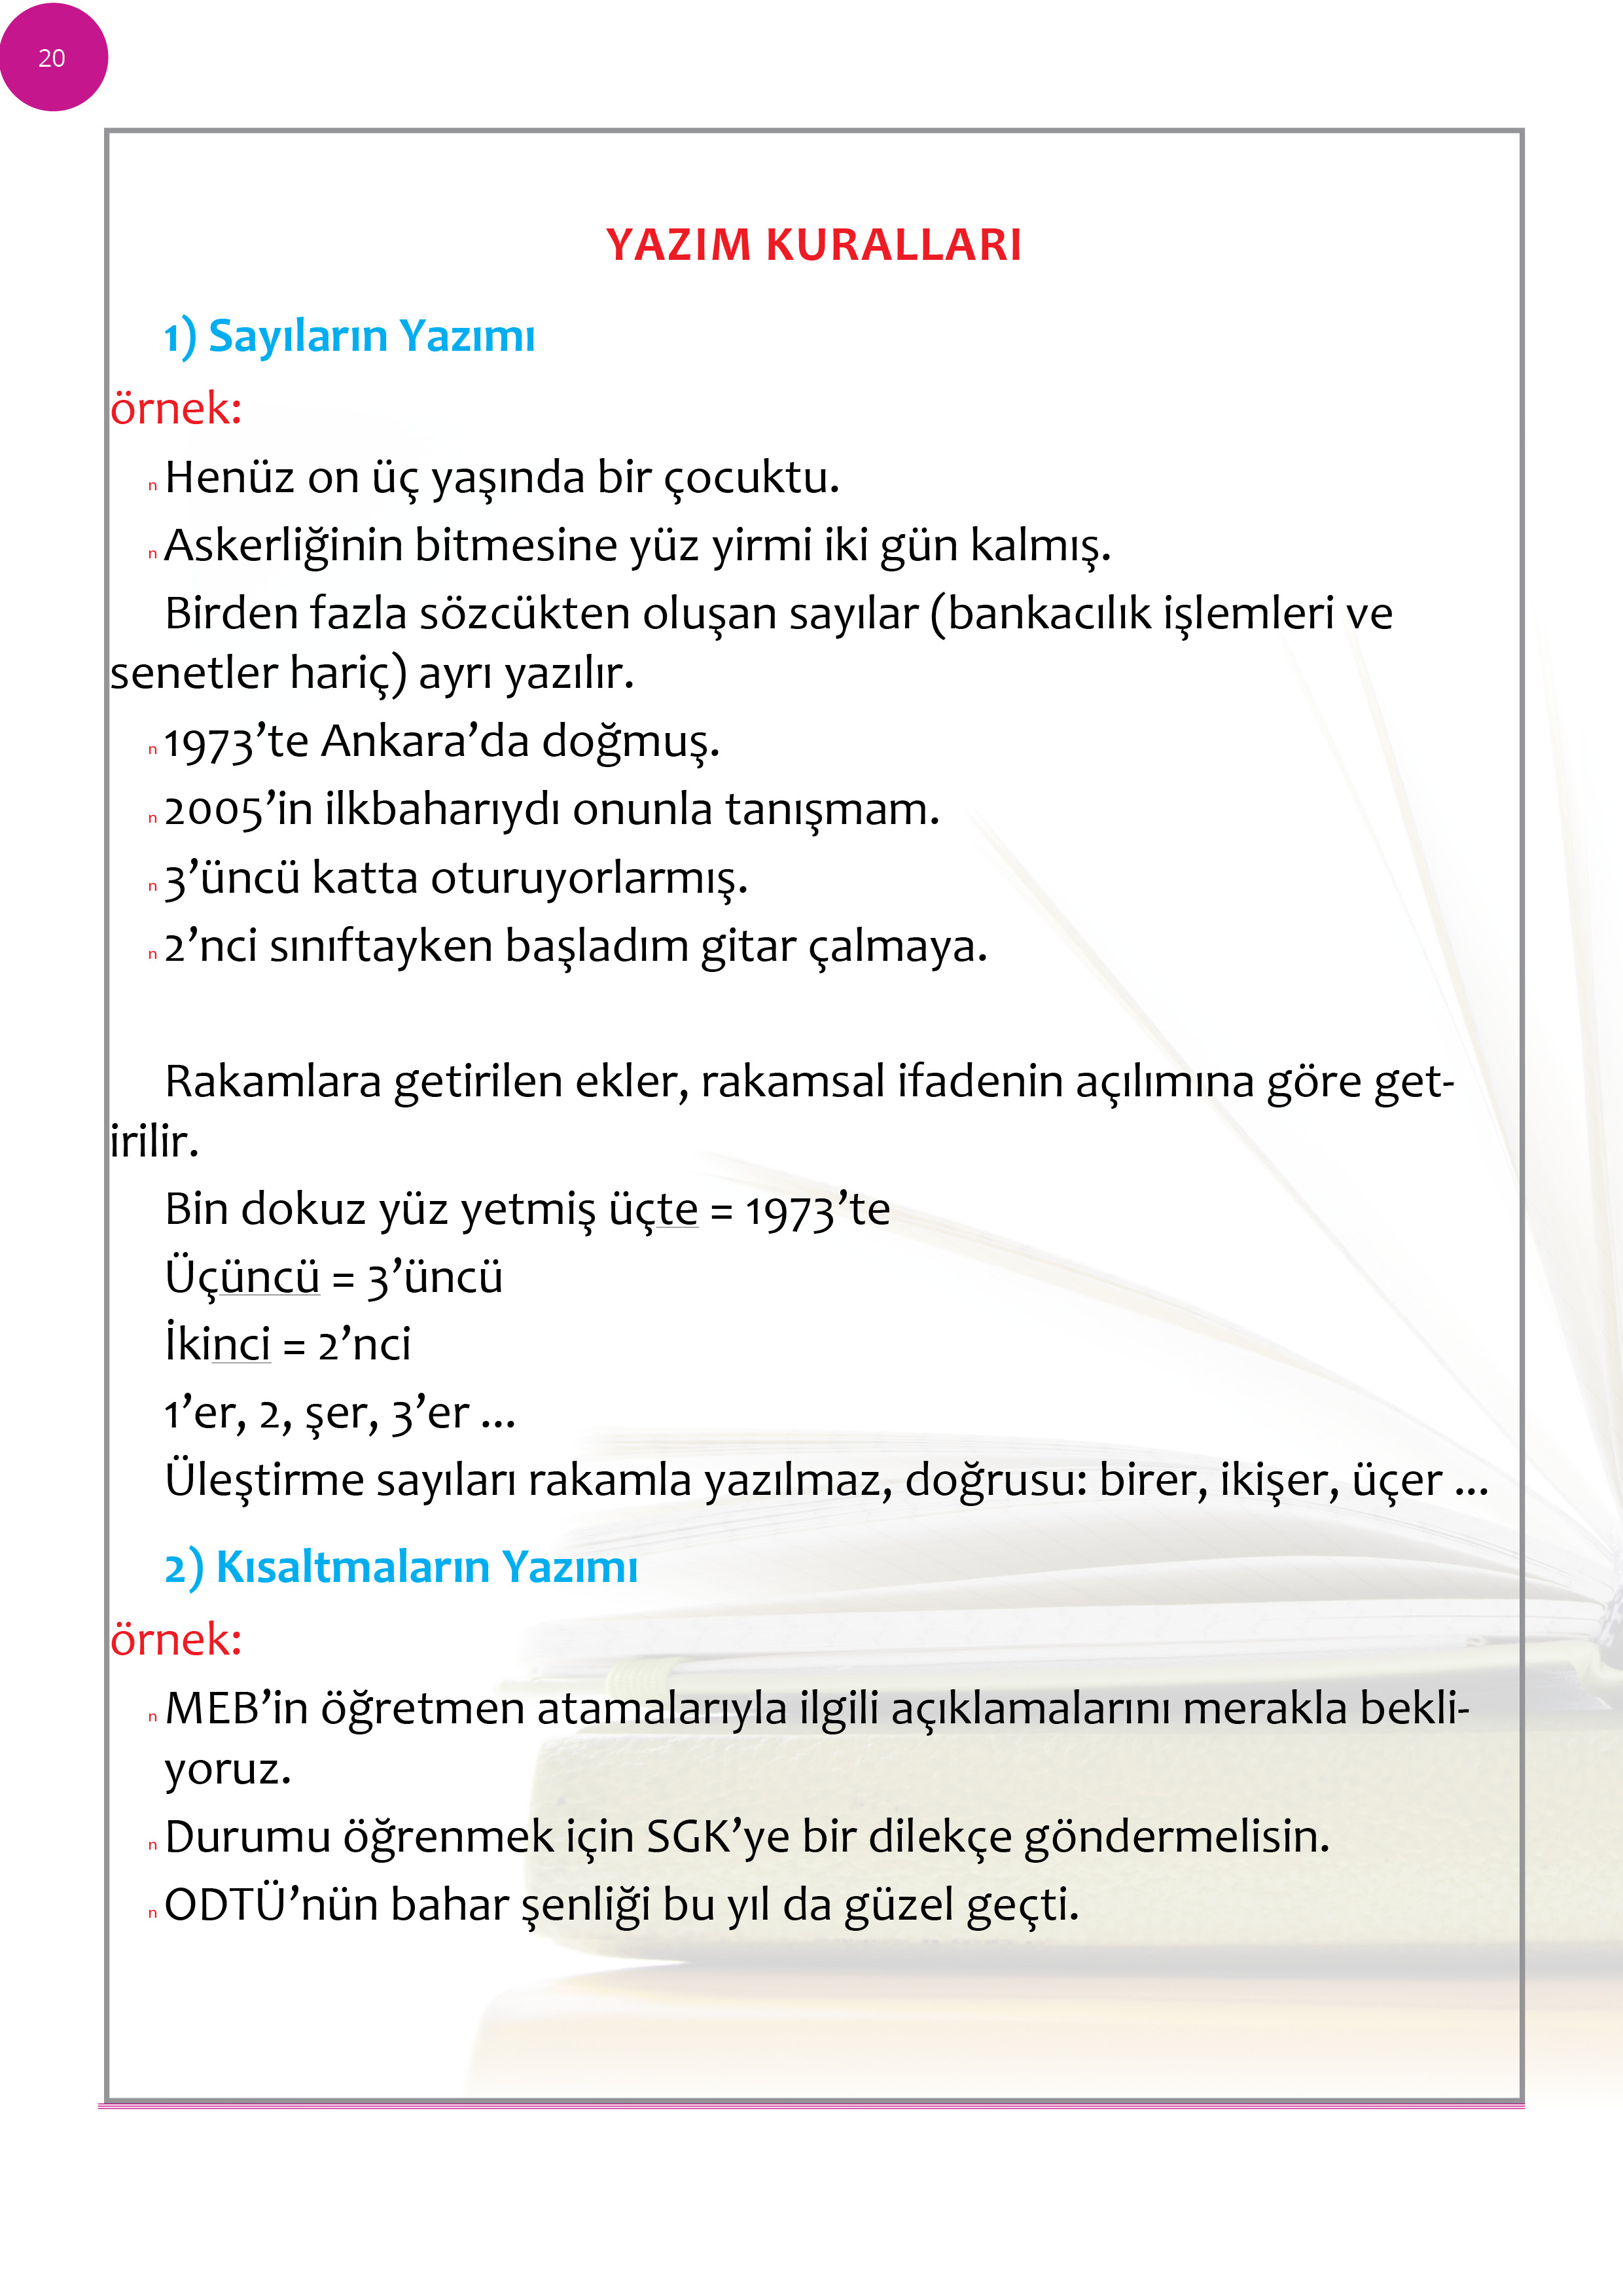 20
YAZIM KURALLARI
1) Sayıların Yazımı
örnek:
n Henüz on üç yaşında bir çocuktu.
n Askerliğinin bitmesine yüz yirmi iki gün kalmış.
Birden fazla sözcükten oluşan sayılar (bankacılık işlemleri ve
senetler hariç) ayrı yazılır.
n 1973’te Ankara’da doğmuş.
n 2005’in ilkbaharıydı onunla tanışmam.
n 3’üncü katta oturuyorlarmış.
n 2’nci sınıftayken başladım gitar çalmaya.
Rakamlara getirilen ekler, rakamsal ifadenin açılımına göre get-
irilir.
Bin dokuz yüz yetmiş üçte = 1973’te
Üçüncü = 3’üncü
İkinci = 2’nci
1’er, 2, şer, 3’er ...
Üleştirme sayıları rakamla yazılmaz, doğrusu: birer, ikişer, üçer ...
2) Kısaltmaların Yazımı
örnek:
n MEB’in öğretmen atamalarıyla ilgili açıklamalarını merakla bekli-
yoruz.
n Durumu öğrenmek için SGK’ye bir dilekçe göndermelisin.
n ODTÜ’nün bahar şenliği bu yıl da güzel geçti.